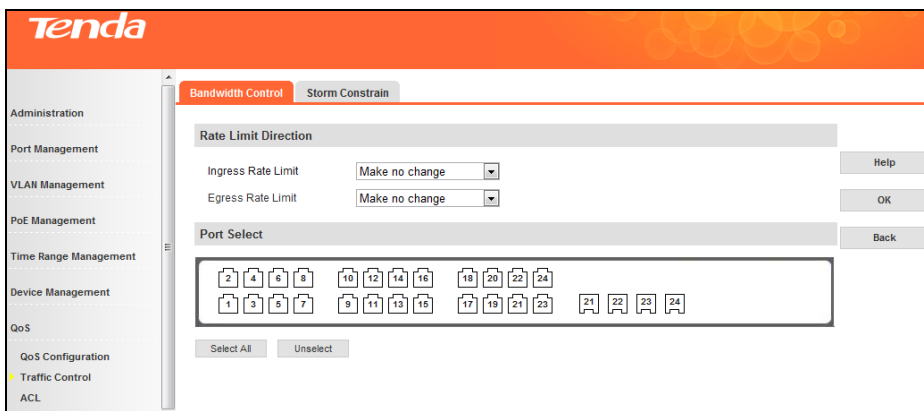 Tenda
Bandwidth Control Storm Constrain
Administration
Port Management
VLAN Management
PoE Management
Time Range Management
Device Management
QoS
QoS Configuration
Traffic Control
ACL
Rate Limit Direction
Ingress Rate Limit Make no change
Egress Rate Limit Make no change
Port Select
2 4 6 8 10 12 14 16 18 20 22 24
1 3 5 7 9 11 13 15 17 19 21 23 21 22 23 24
Select All Unselect
Help
OK
Back